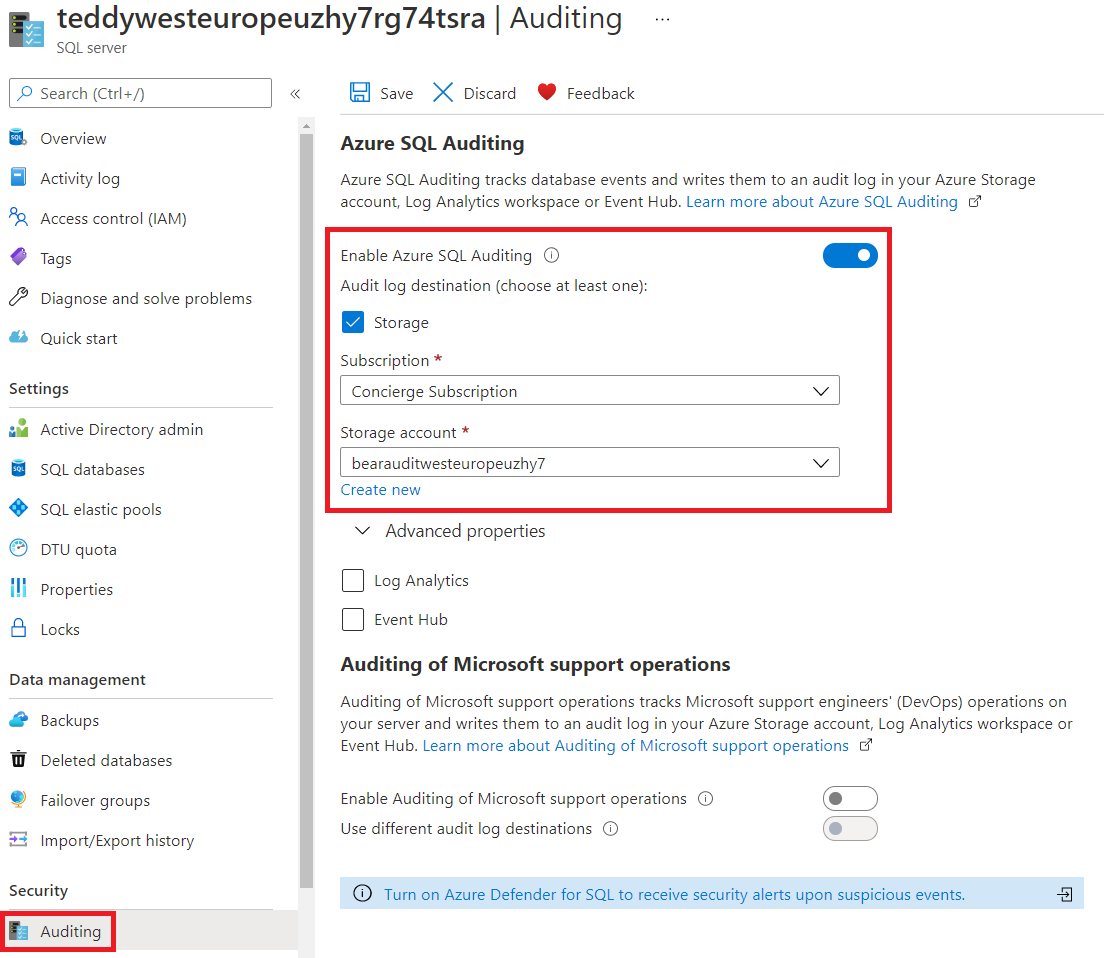 teddywesteuropeuzhy7rg74tsra | Auditing ...
SQL server
Search (Ctrl+/)
«
Overview
Activity log
Access control (IAM)
Tags
Diagnose and solve problems
Quick start
Settings
Active Directory admin
SQL databases
SQL elastic pools
DTU quota
Properties
Locks
Data management
Backups
Deleted databases
Failover groups
Import/Export history
Security
Auditing
Save Discard Feedback
Azure SQL Auditing
Azure SQL Auditing tracks database events and writes them to an audit log in your Azure Storage
account, Log Analytics workspace or Event Hub. Learn more about Azure SQL Auditing
Enable Azure SQL Auditing
Audit log destination (choose at least one):
Storage
Subscription *
Concierge Subscription
Storage account *
bearauditwesteuropeuzhy7
Create new
Advanced properties
Log Analytics
Event Hub
Auditing of Microsoft support operations
Auditing of Microsoft support operations tracks Microsoft support engineers' (DevOps) operations on
your server and writes them to an audit log in your Azure Storage account, Log Analytics workspace or
Event Hub. Learn more about Auditing of Microsoft support operations
Enable Auditing of Microsoft support operations
Use different audit log destinations
Turn on Azure Defender for SQL to receive security alerts upon suspicious events.